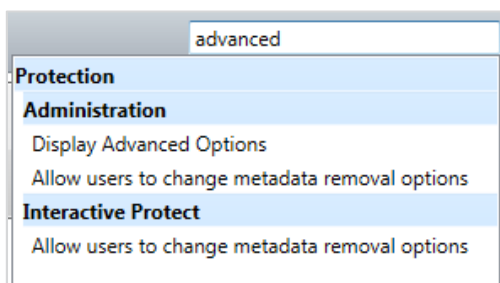 advanced
Protection
Administration
Display Advanced Options
Allow users to change metadata removal options
Interactive Protect
Allow users to change metadata removal options